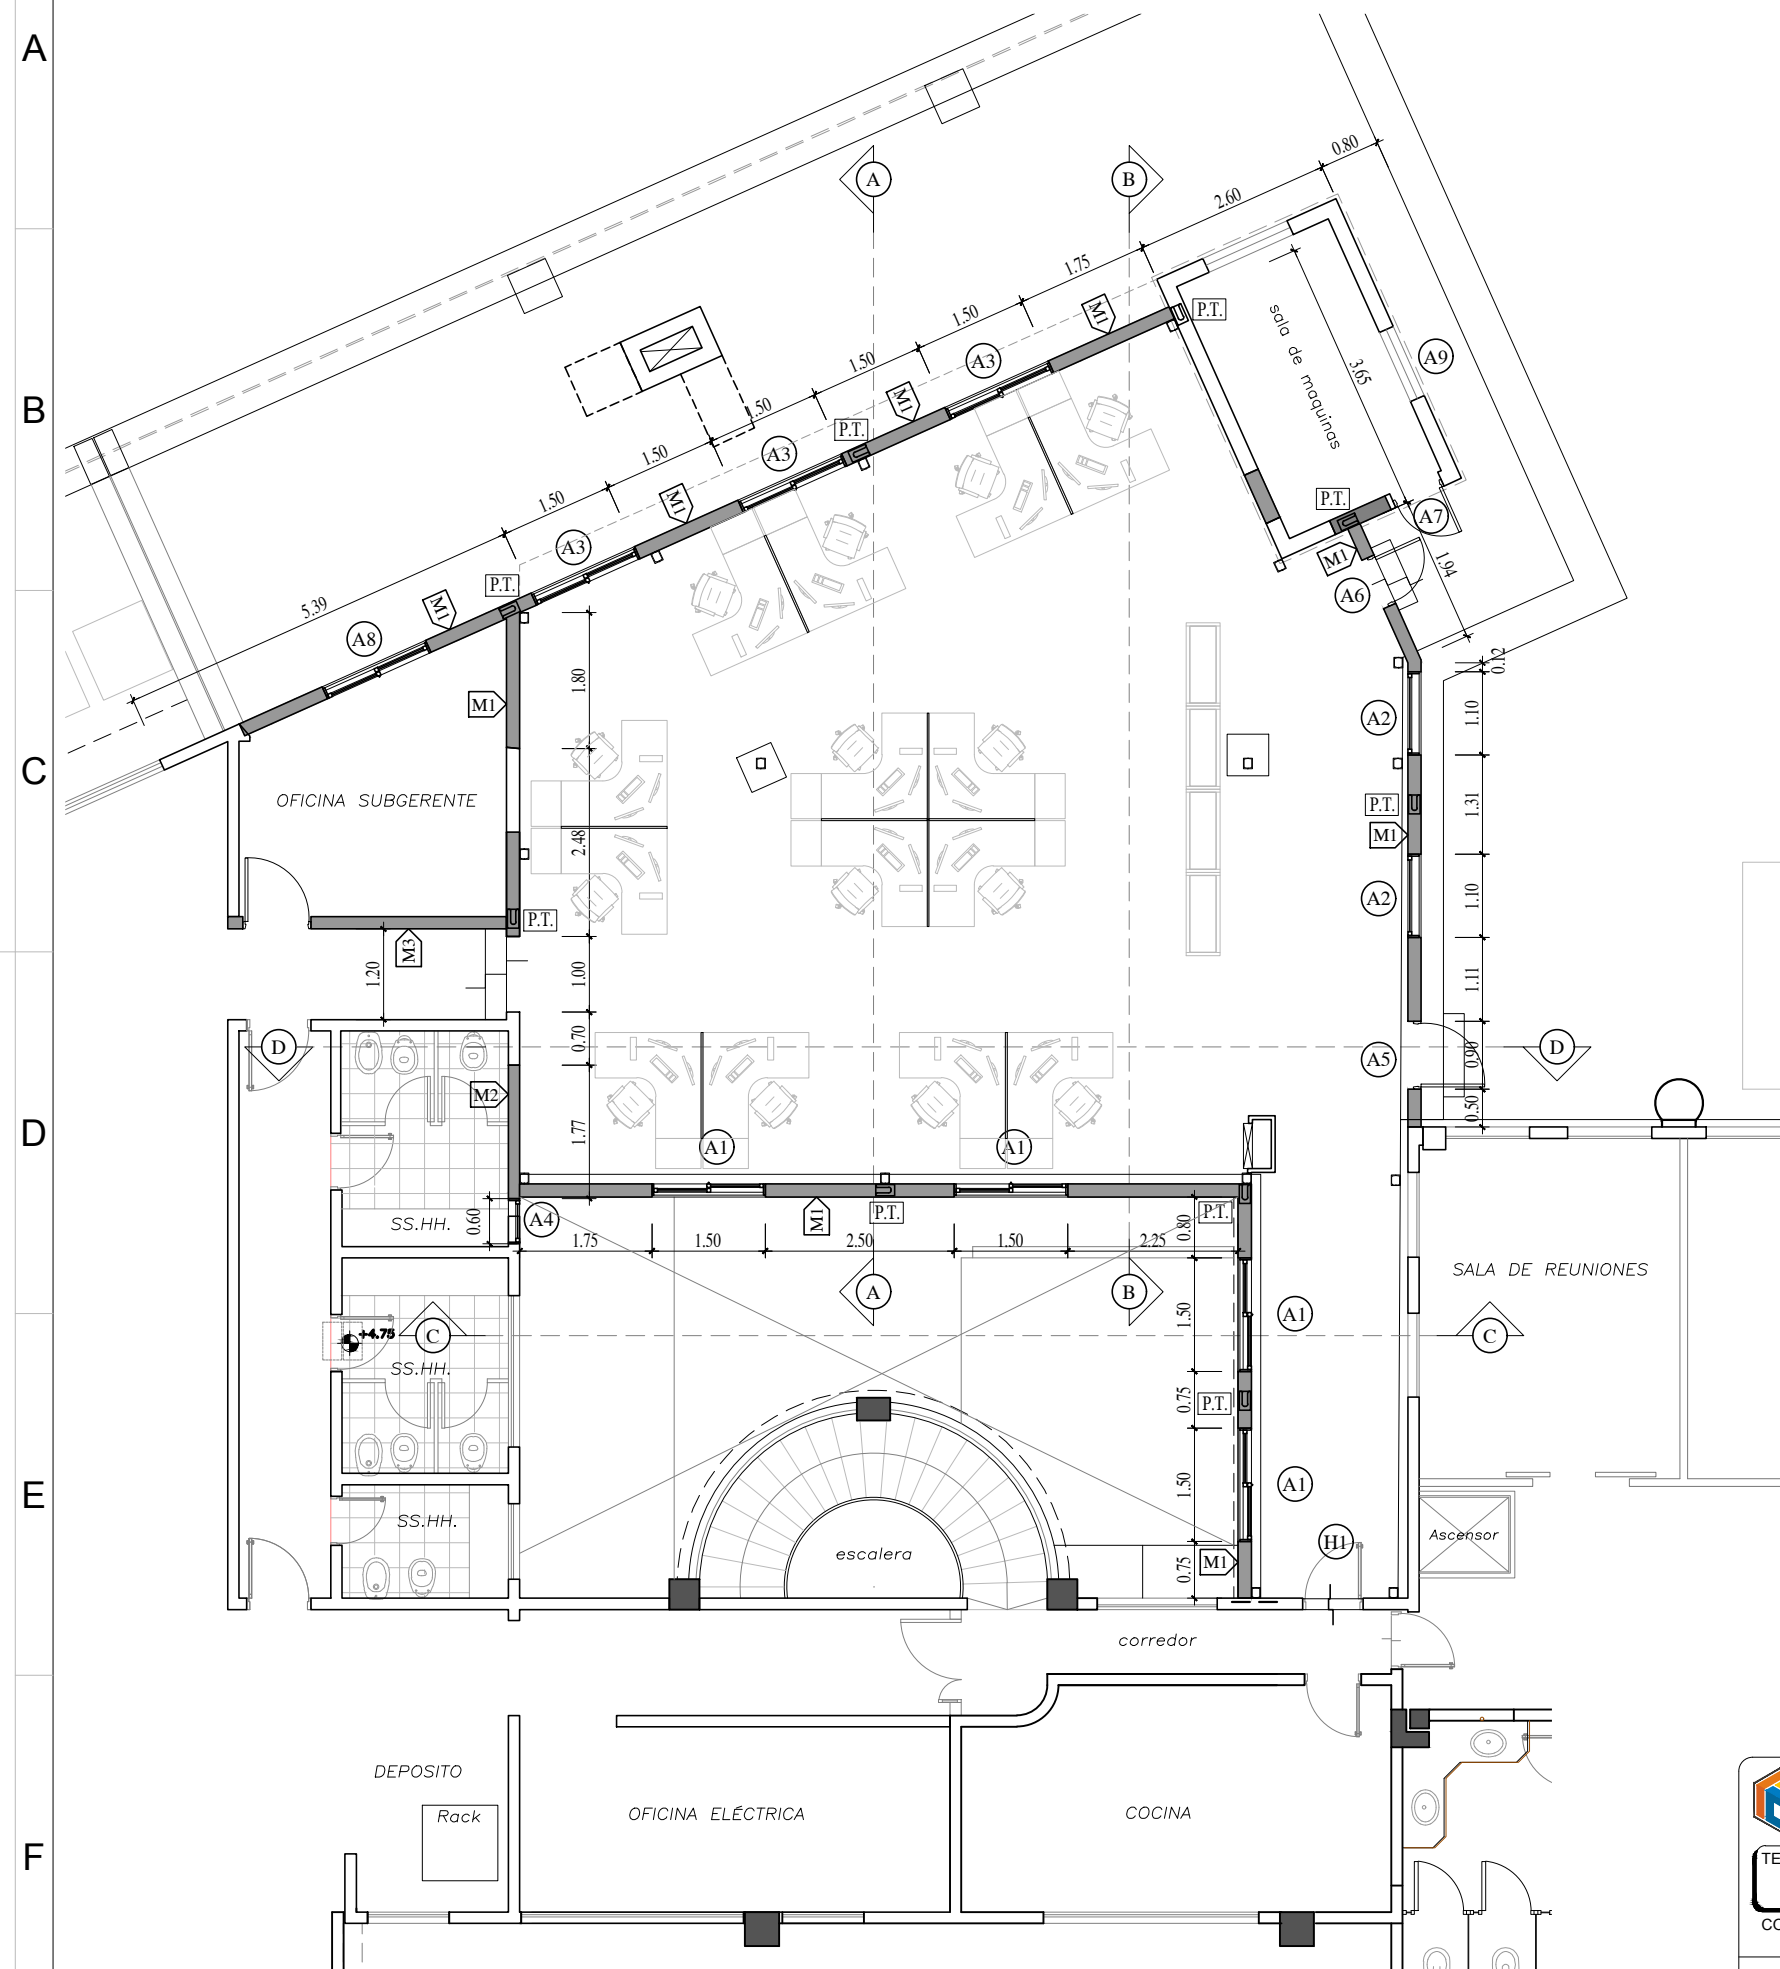 A
0.80
A
B
2.60
1.75
M1
P.T.
1.50
A3
A9
B
1.50
M1
3.65
sala de maquinas
1.50
P.T.
A3
1.50
M1
P.T.
A7
1.50
A3
M1
1.94
P.T.
A6
5.39
M1
A8
0.12
1.80
M1
A2
1.10
C
OFICINA SUBGERENTE
P.T.
1.31
M1
2.48
A2
1.10
P.T.
M3
1.20
1.00
1.11
D
0.70
A5
0.90
D
M2
0.50
D
1.77
A1
A1
0.60
SS.HH.
A4
M1
P.T.
P.T.
0.80
1.75
1.50
2.50
1.50
2.25
SALA DE REUNIONES
A
B
A1
1.50
+4.75
C
C
SS.HH.
0.75
P.T.
E
1.50
A1
SS.HH.
Ascensor
escalera
H1
M1
0.75
corredor
DEPOSITO
Rack
OFICINA ELÉCTRICA
COCINA
F
TE
CO